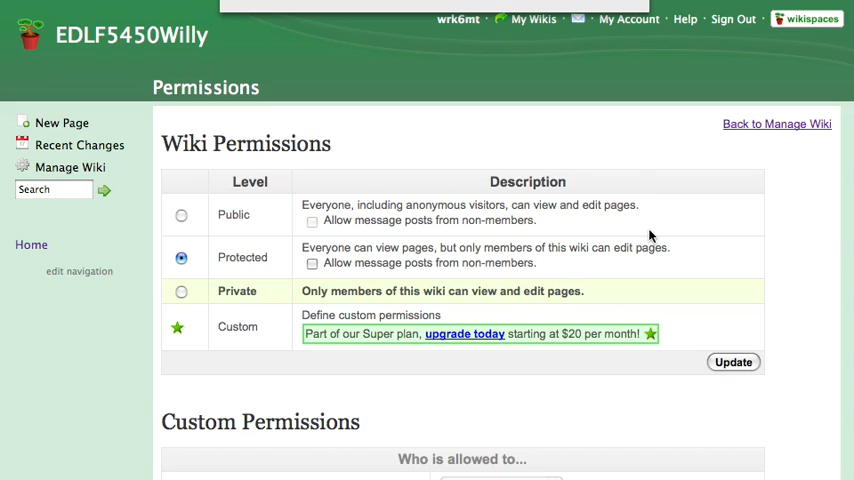 wrk6mt · My Wikis · · My Account · Help · Sign Out · wikispaces
EDLF5450Willy
Permissions
New Page
Recent Changes
Manage Wiki
Search
Home
edit navigation
Back to Manage Wiki
Wiki Permissions
Level Description
Public Everyone, including anonymous visitors, can view and edit pages.
Allow message posts from non-members.
Protected Everyone can view pages, but only members of this wiki can edit pages.
Allow message posts from non-members.
Private Only members of this wiki can view and edit pages.
Custom Define custom permissions
Part of our Super plan, upgrade today starting at $20 per month!
Update
Custom Permissions
Who is allowed to...